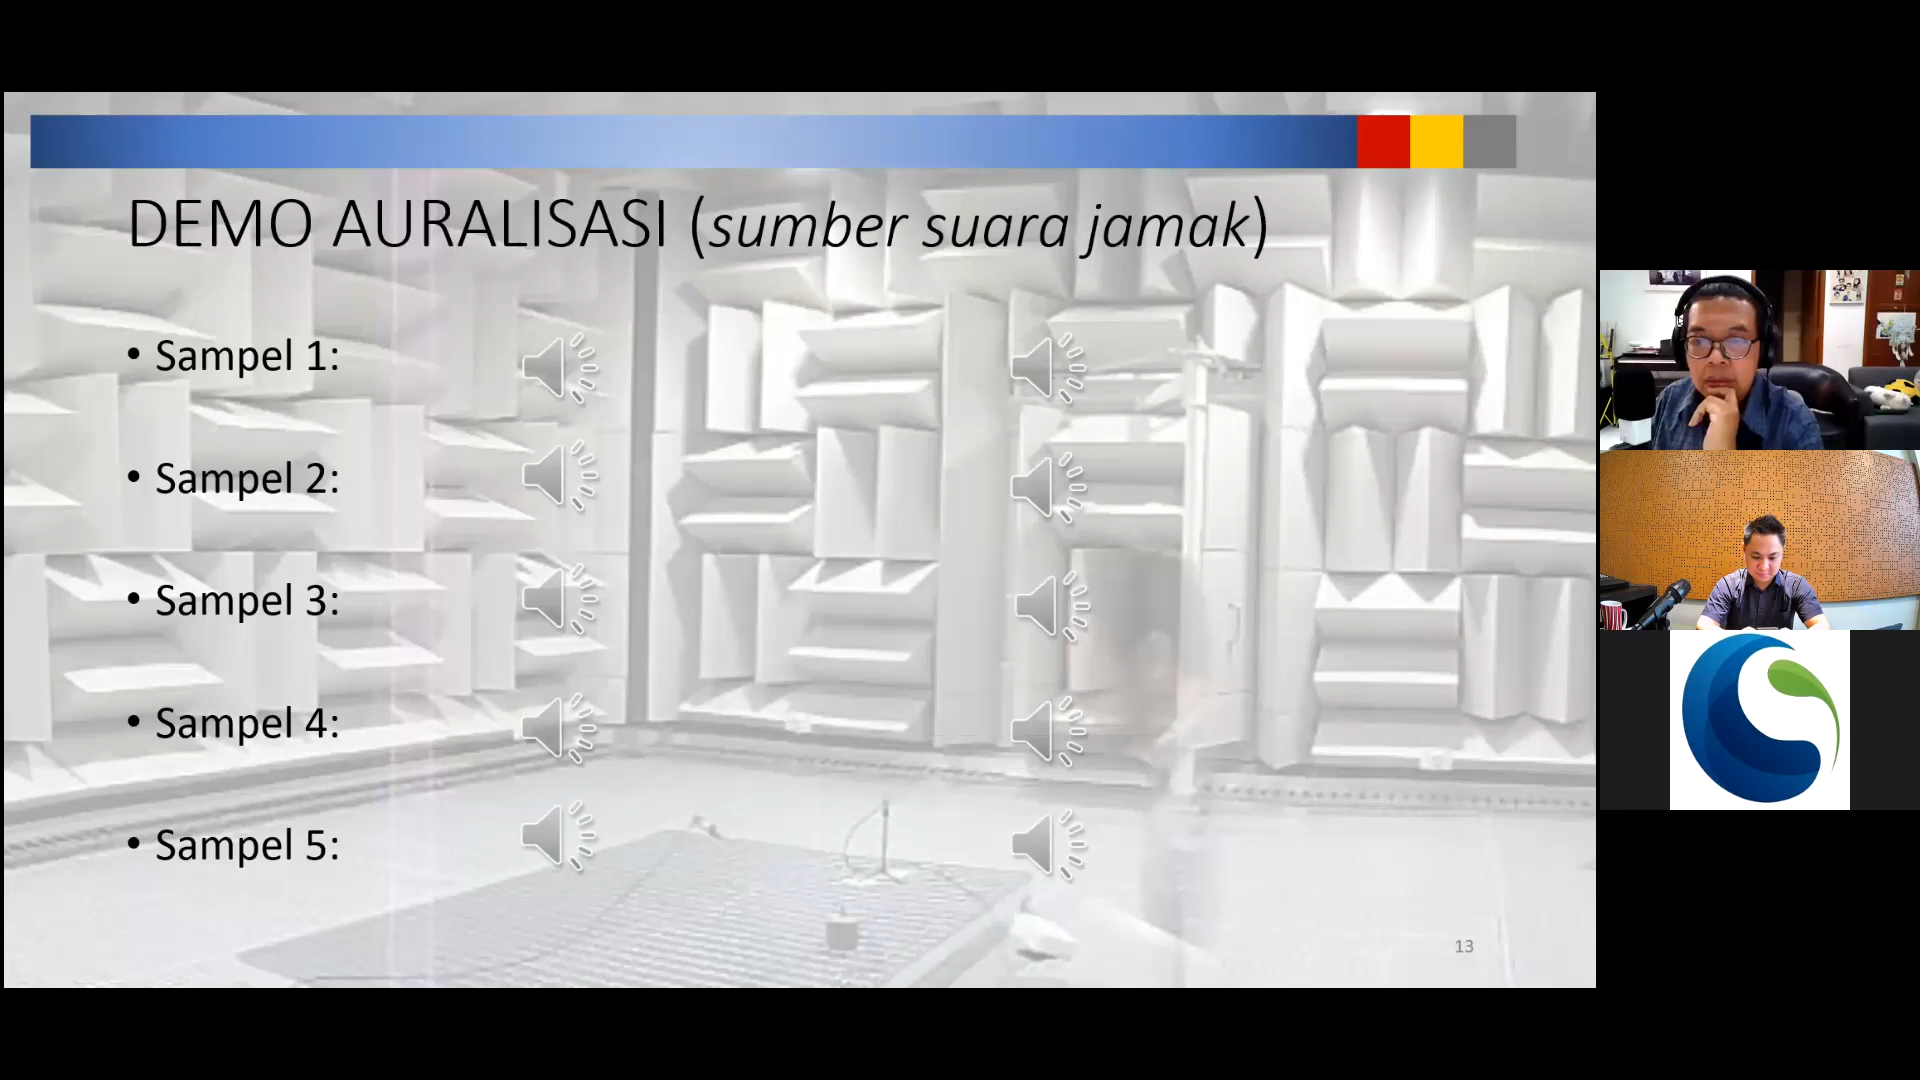 DEMO AURALISASI (sumber suara jamak)
• Sampel 1:
• Sampel 2:
• Sampel 3:
• Sampel 4:
• Sampel 5:
13